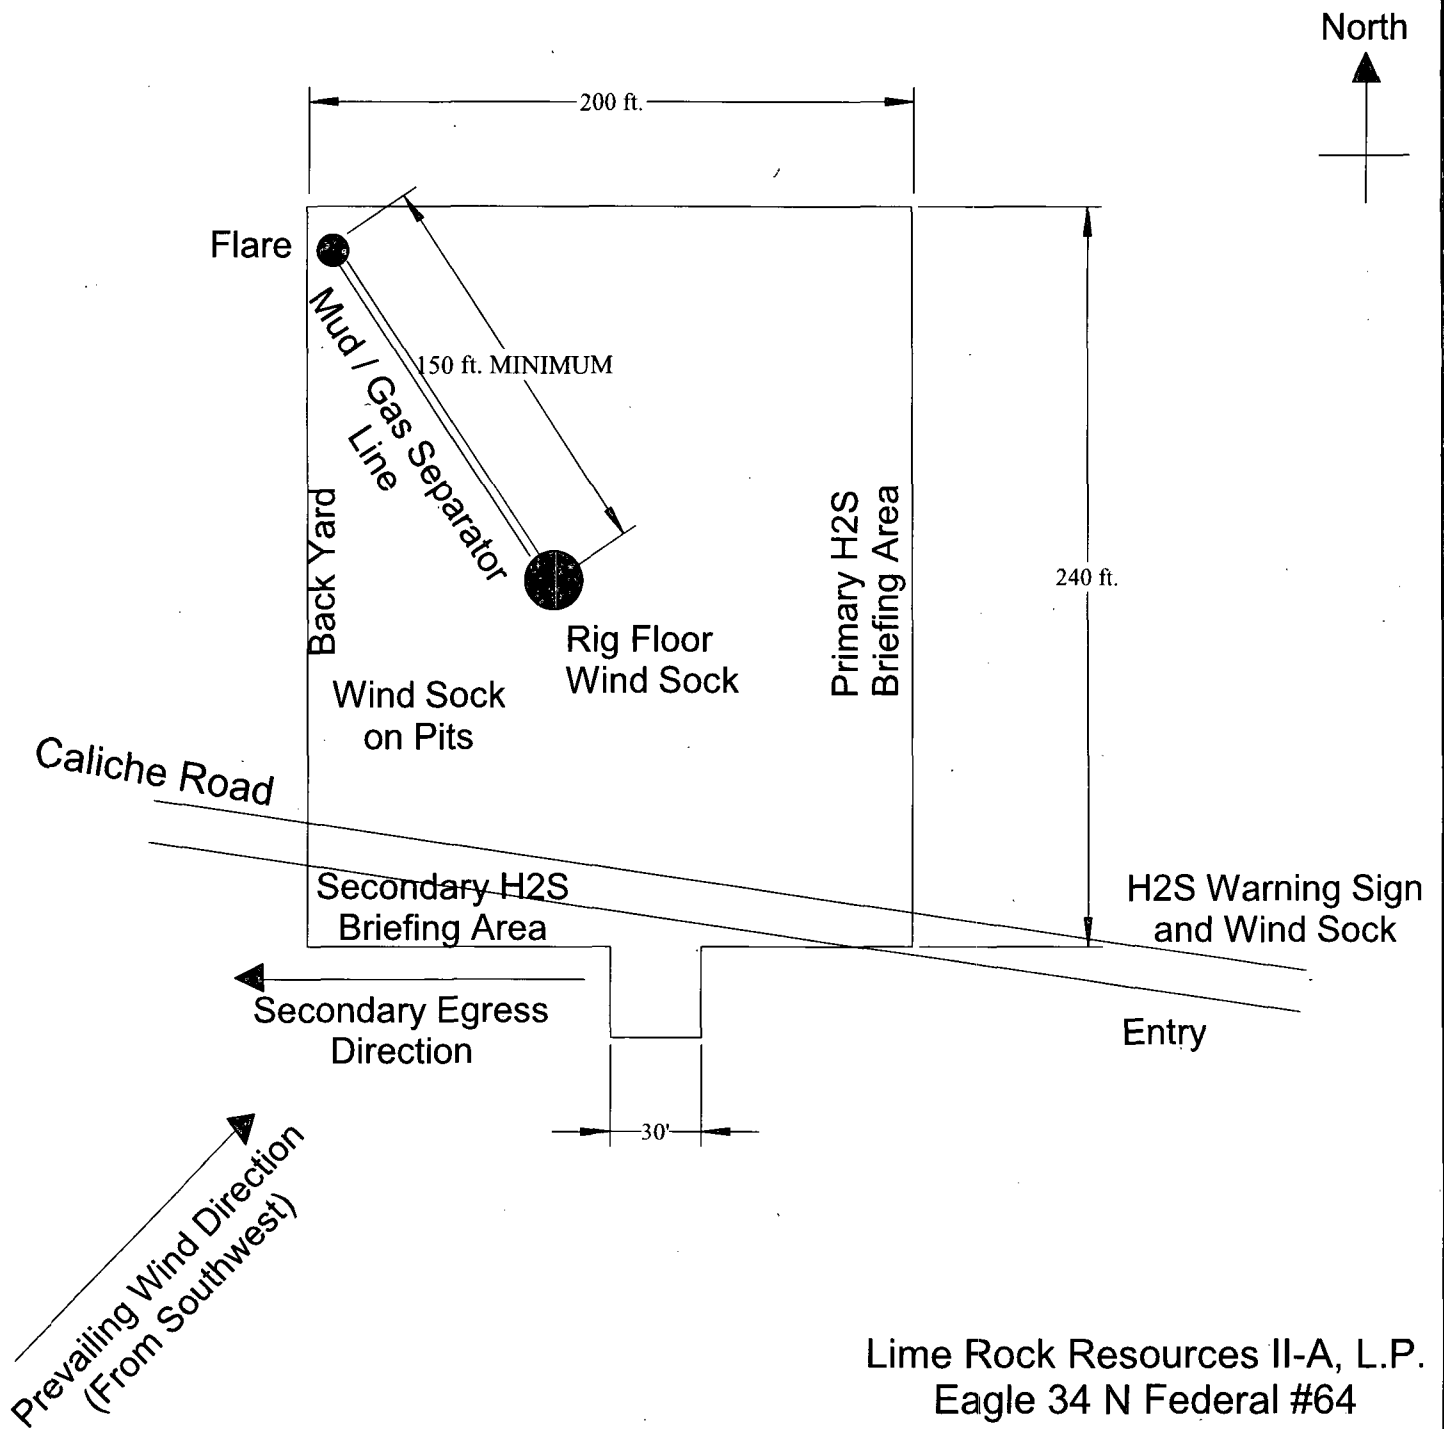 North
200 ft.
Flare
Mud / Gas Separator
Line
150 ft. MINIMUM
Back Yard
Primary H2S
Briefing Area
240 ft.
Rig Floor
Wind Sock
Wind Sock
on Pits
Caliche Road
Secondary H2S
Briefing Area
H2S Warning Sign
and Wind Sock
Secondary Egress
Direction
Entry
30'
Prevailing Wind Direction
(From Southwest)
Lime Rock Resources II-A, L.P.
Eagle 34 N Federal #64